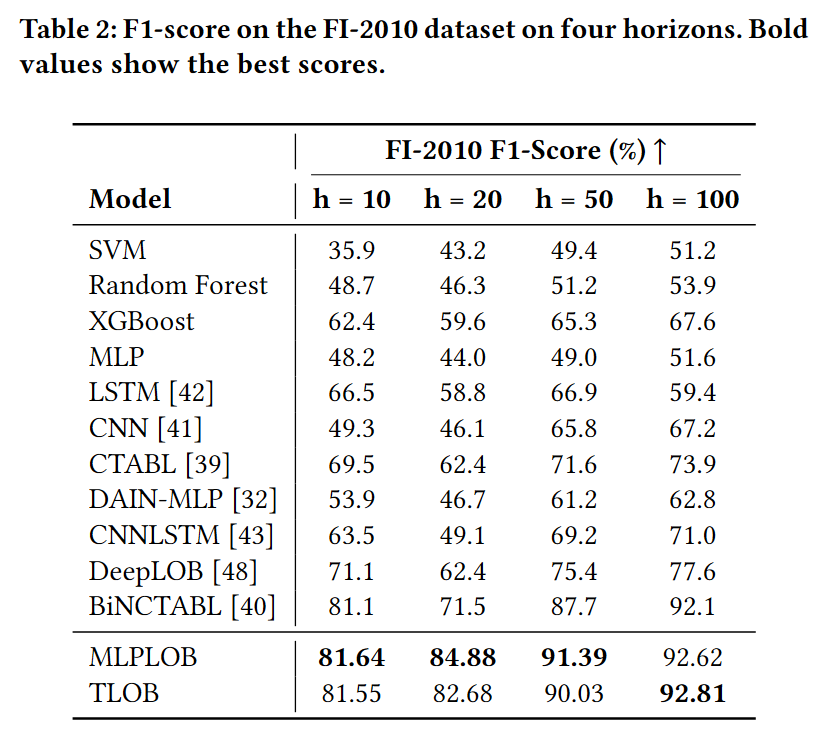 Table 2: F1-score on the FI-2010 dataset on four horizons. Bold
values show the best scores.
FI-2010 F1-Score (%) ↑
Model h = 10 h = 20 h = 50 h = 100
SVM 35.9 43.2 49.4 51.2
Random Forest 48.7 46.3 51.2 53.9
XGBoost 62.4 59.6 65.3 67.6
MLP 48.2 44.0 49.0 51.6
LSTM [42] 66.5 58.8 66.9 59.4
CNN [41] 49.3 46.1 65.8 67.2
CTABL [39] 69.5 62.4 71.6 73.9
DAIN-MLP [32] 53.9 46.7 61.2 62.8
CNNLSTM [43] 63.5 49.1 69.2 71.0
DeepLOB [48] 71.1 62.4 75.4 77.6
BiNCTABL [40] 81.1 71.5 87.7 92.1
MLPLOB 81.64 84.88 91.39 92.62
TLOB 81.55 82.68 90.03 92.81